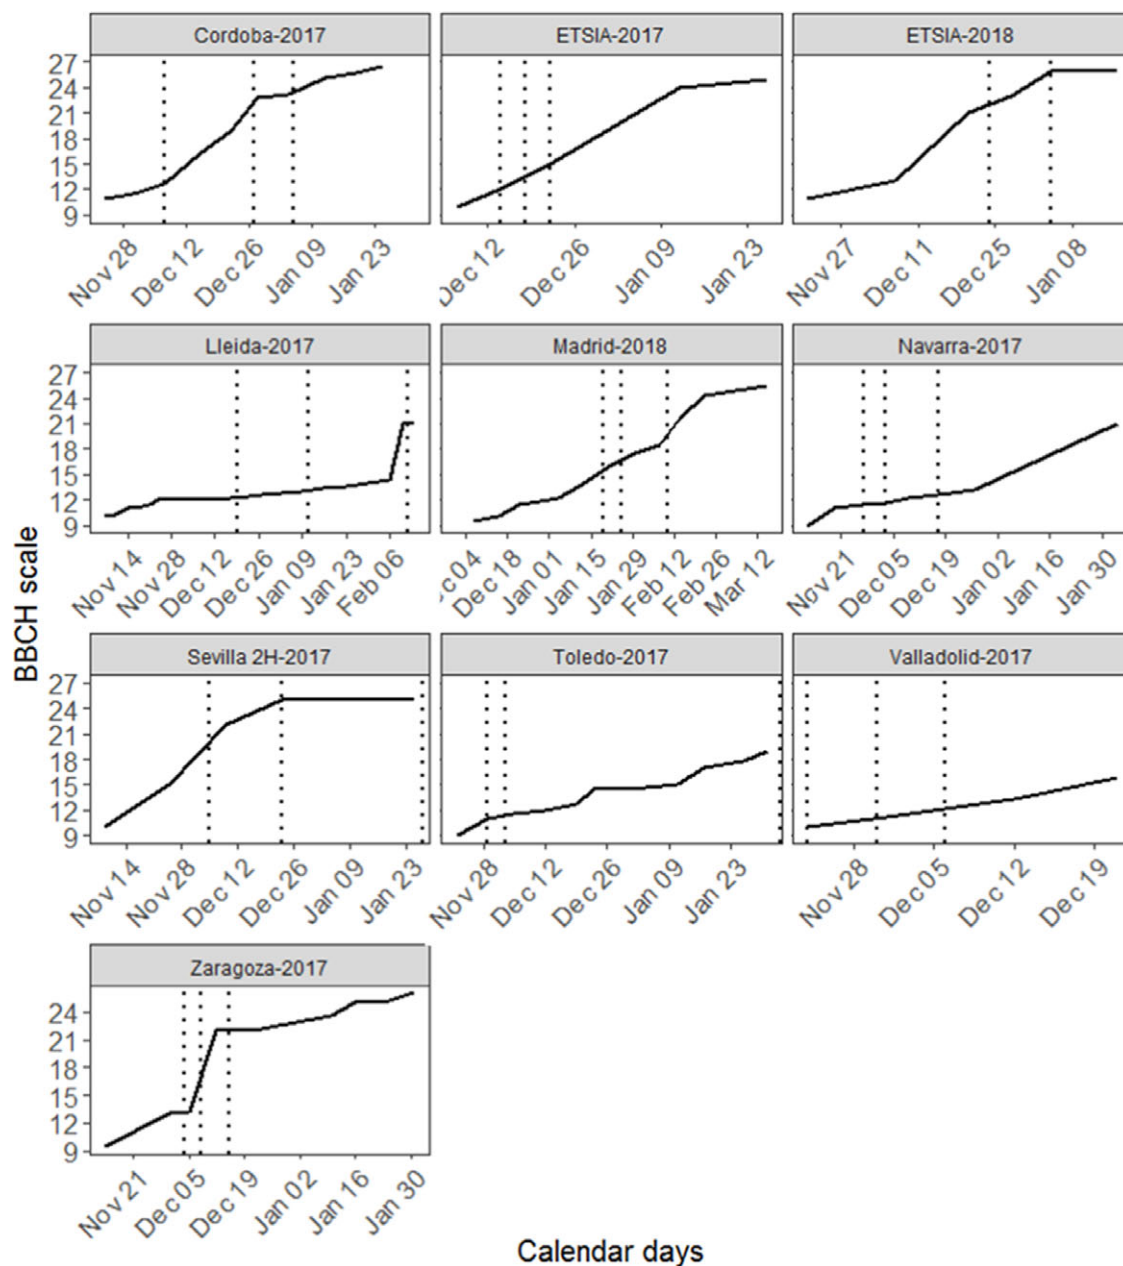 Cordoba-2017 ETSIA-2017 ETSIA-2018
27
24
21
18
15
12
9
Nov 28 Dec 12 Dec 26 Jan 09 Jan 23
Dec 12 Dec 26 Jan 09 Jan 23
Nov 27 Dec 11 Dec 25 Jan 08
Lleida-2017 Madrid-2018 Navarra-2017
27
24
21
18
15
12
9
Nov 14 Nov 28 Dec 12 Dec 26 Jan 09 Jan 23 Feb 06
Dec 04 Dec 18 Jan 01 Jan 15 Jan 29 Feb 12 Feb 26 Mar 12
Nov 21 Dec 05 Dec 19 Jan 02 Jan 16 Jan 30
BBCH scale
Sevilla 2H-2017 Toledo-2017 Valladolid-2017
27
24
21
18
15
12
9
Nov 14 Nov 28 Dec 12 Dec 26 Jan 09 Jan 23
Nov 28 Dec 12 Dec 26 Jan 09 Jan 23
Nov 28 Dec 05 Dec 12 Dec 19
Zaragoza-2017
24
21
18
15
12
9
Nov 21 Dec 05 Dec 19 Jan 02 Jan 16 Jan 30
Calendar days